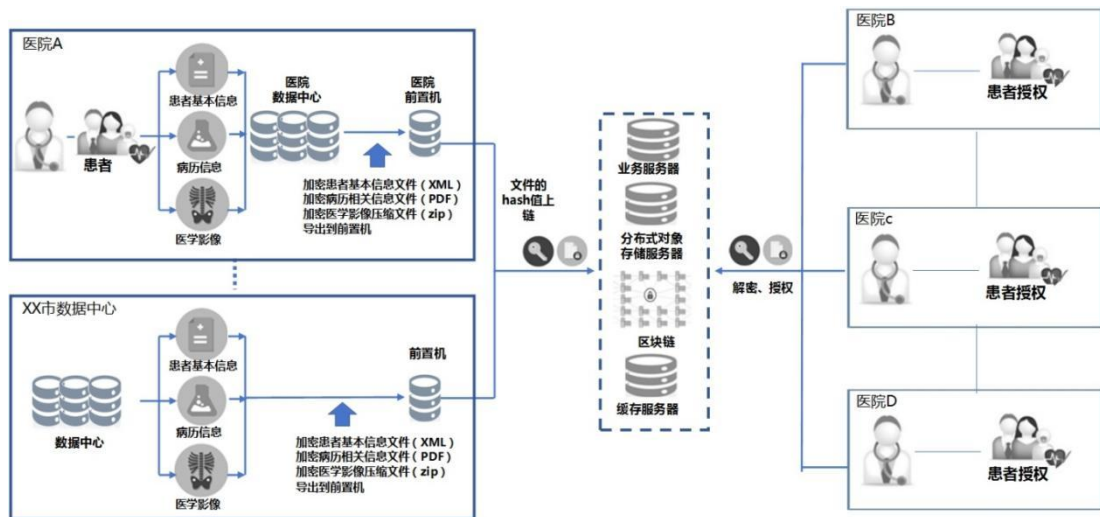 医院A
患者
患者基本信息
病历信息
医学影像
医院
数据中心
医院
前置机
加密患者基本信息文件（XML）
加密病历相关信息文件（PDF）
加密医学影像压缩文件（zip）
导出到前置机
XX市数据中心
数据中心
患者基本信息
病历信息
医学影像
前置机
加密患者基本信息文件（XML）
加密病历相关信息文件（PDF）
加密医学影像压缩文件（zip）
导出到前置机
文件的
hash值上
链
业务服务器
分布式对象
存储服务器
区块链
缓存服务器
解密、授权
医院B
患者授权
医院c
患者授权
医院D
患者授权